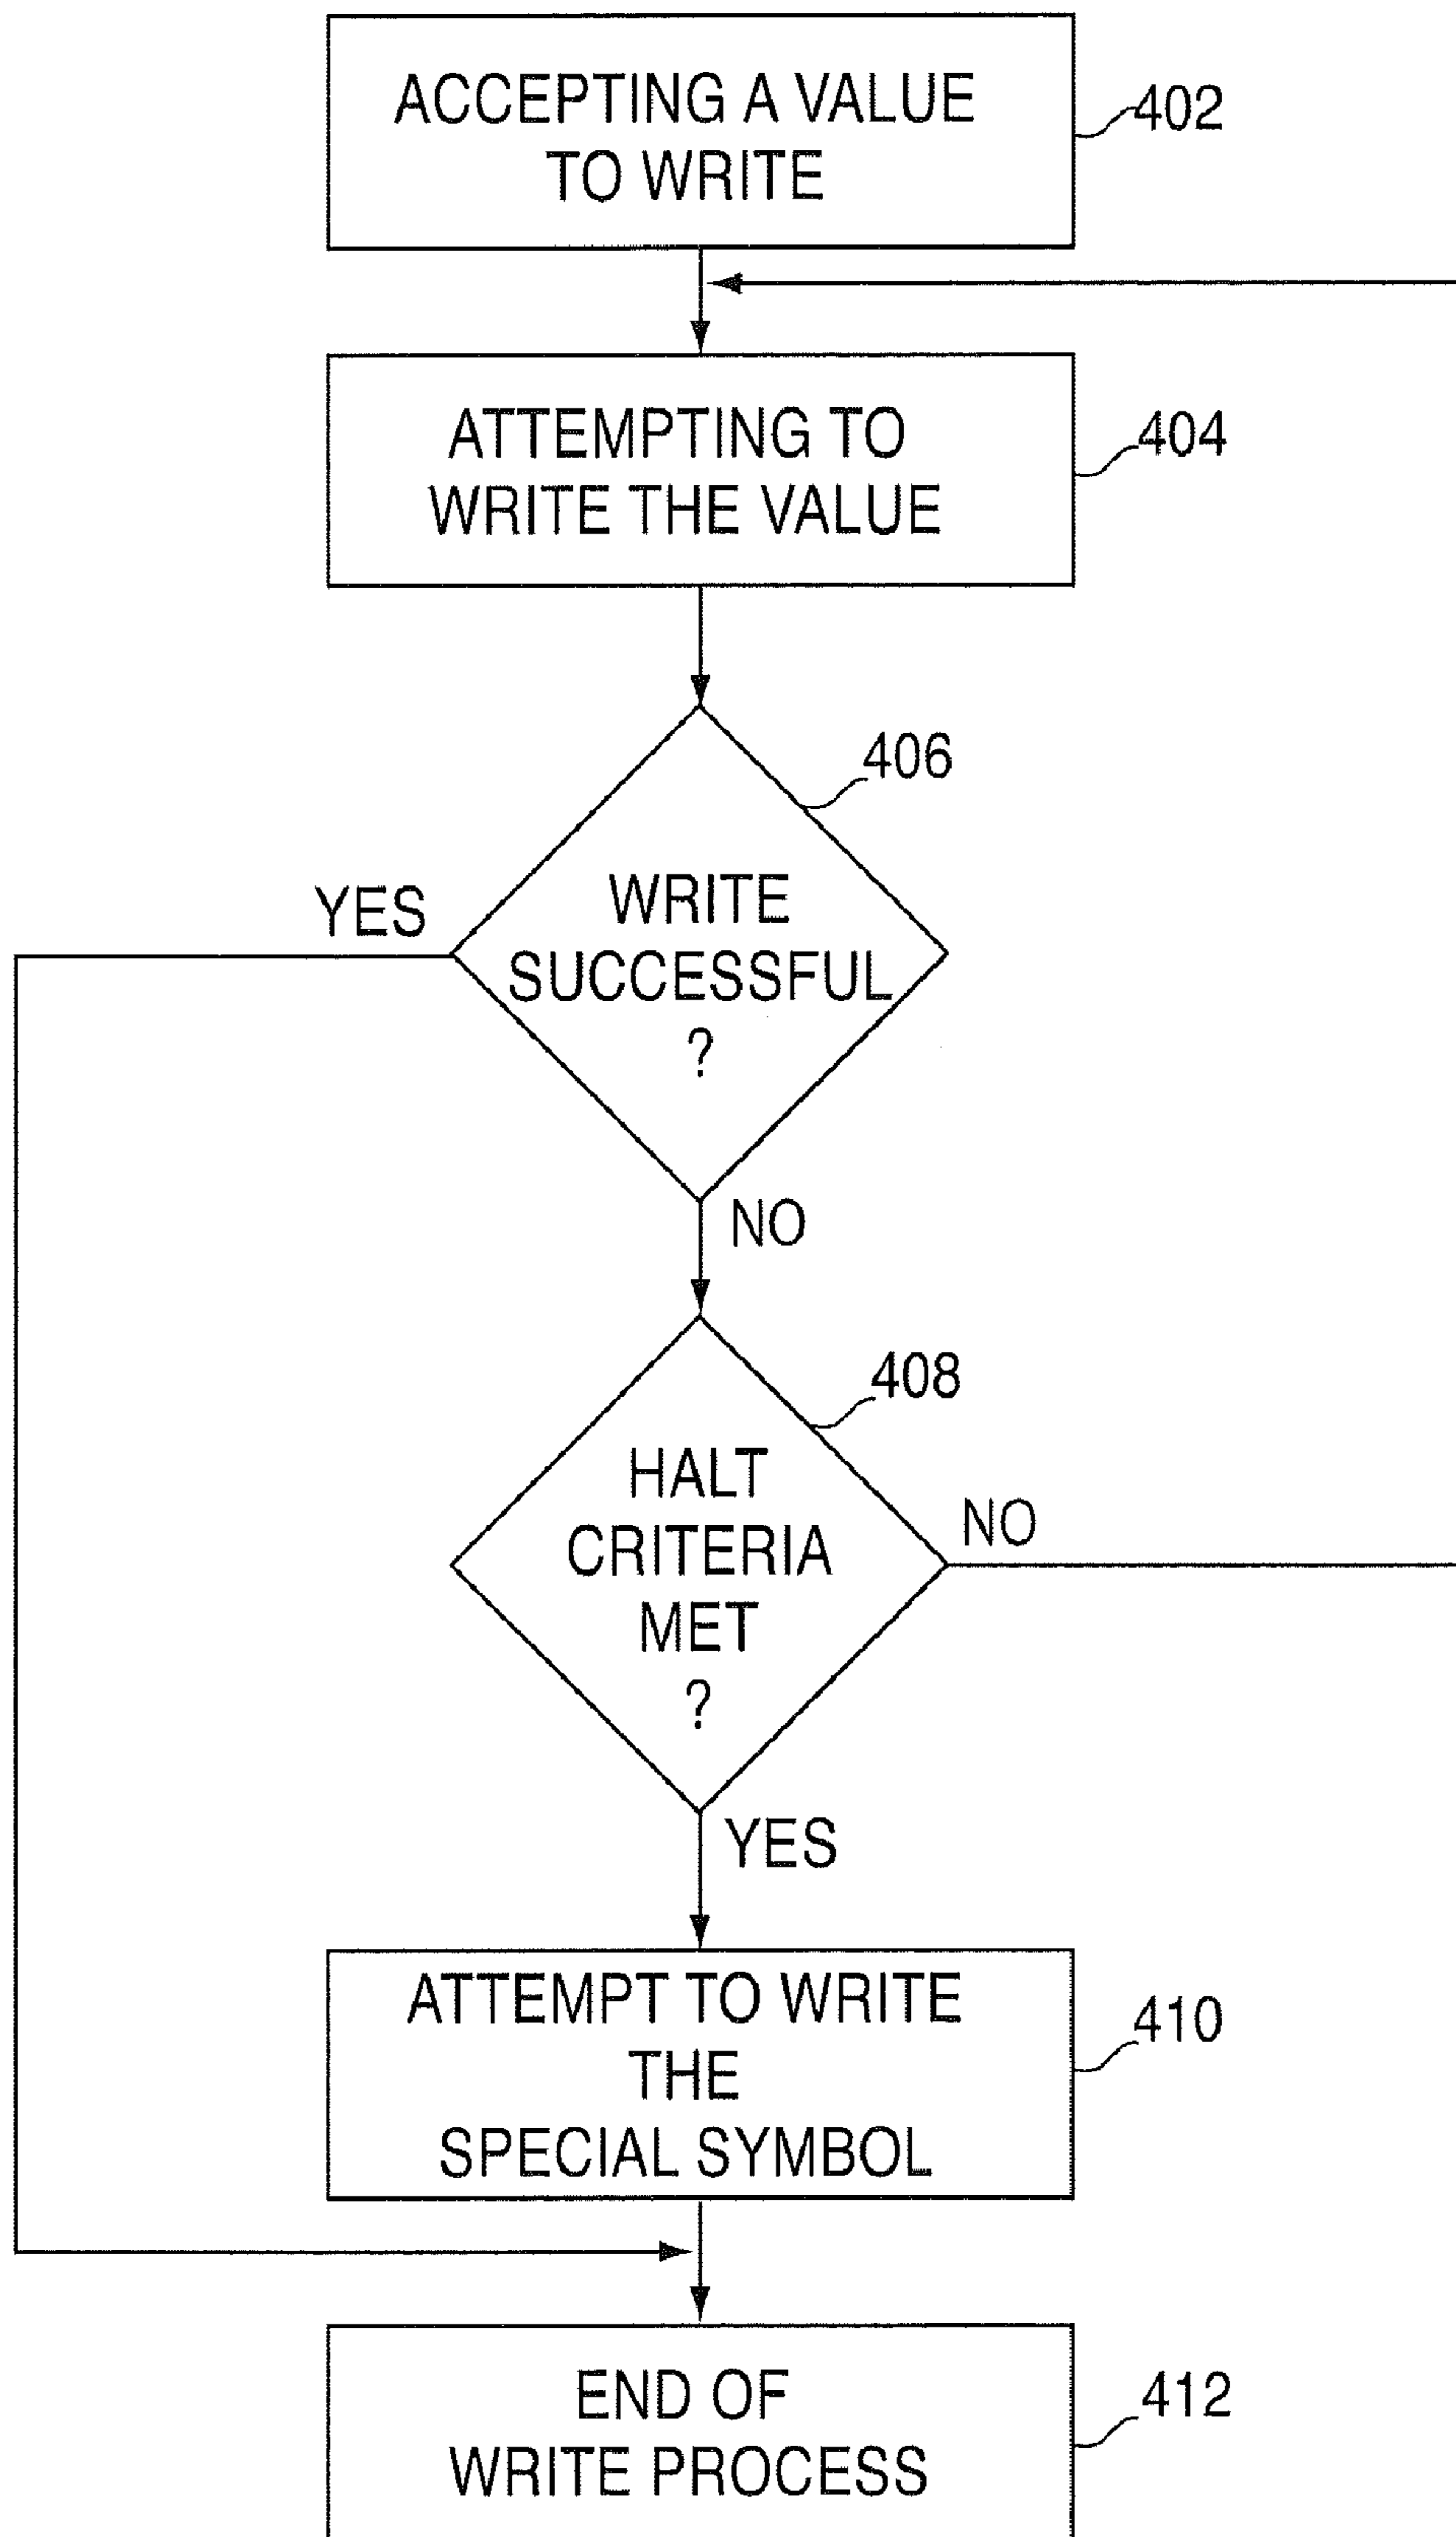 ACCEPTING A VALUE
TO WRITE
402
ATTEMPTING TO
WRITE THE VALUE
404
406
WRITE
SUCCESSFUL
?
YES
NO
408
HALT
CRITERIA
MET
?
NO
YES
ATTEMPT TO WRITE
THE
SPECIAL SYMBOL
410
END OF
WRITE PROCESS
412